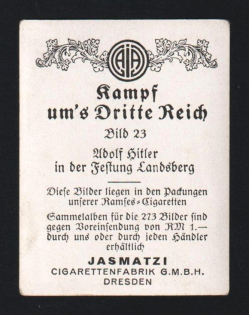 AJA
Kampf
um's Dritte Reich
Bild 23
Adolf Hitler
in der Festung Landsberg
Diese Bilder liegen in den Packungen
unserer Ramses-Cigaretten
Sammelalben für die 273 Bilder sind
gegen Voreinsendung von RM 1.—
durch uns oder durch jeden Händler
erhältlich
JASMATZI
CIGARETTENFABRIK G.M.B.H.
DRESDEN